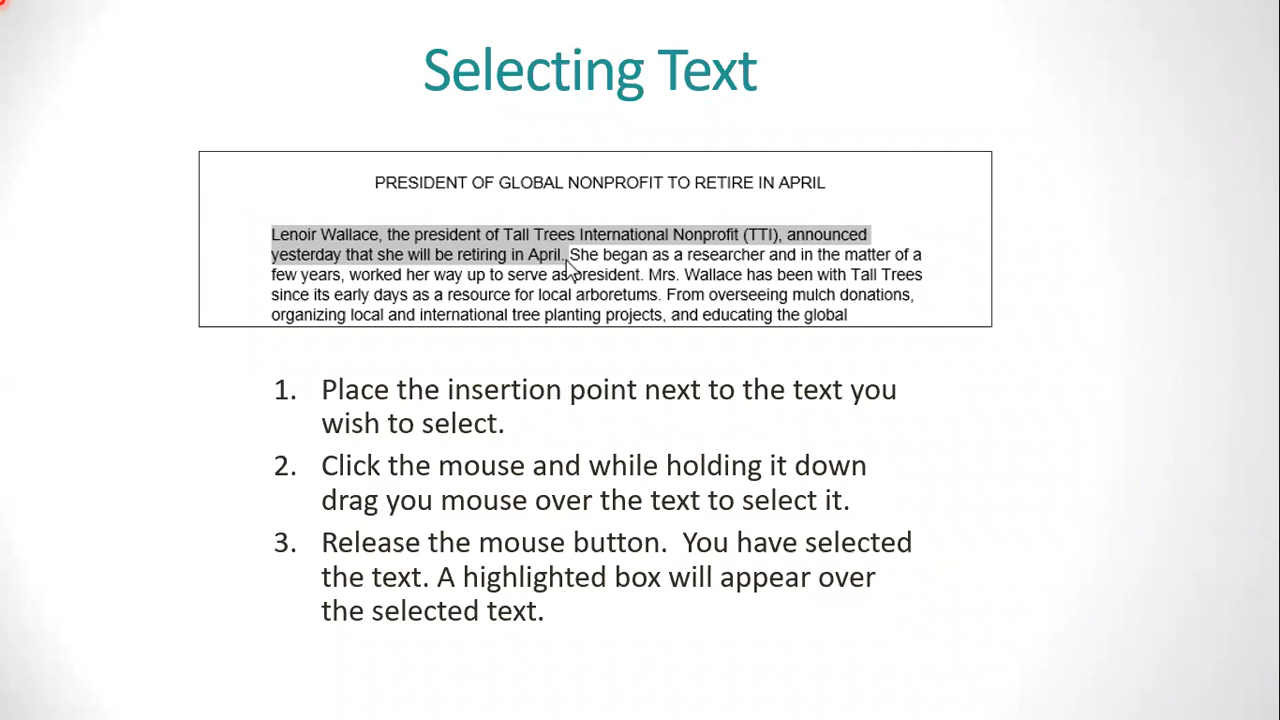 Selecting Text
PRESIDENT OF GLOBAL NONPROFIT TO RETIRE IN APRIL
Lenoir Wallace, the president of Tall Trees International Nonprofit (TTI), announced
yesterday that she will be retiring in April. She began as a researcher and in the matter of a
few years, worked her way up to serve as president. Mrs. Wallace has been with Tall Trees
since its early days as a resource for local arboretums. From overseeing mulch donations,
organizing local and international tree planting projects, and educating the global
1. Place the insertion point next to the text you
wish to select.
2. Click the mouse and while holding it down
drag you mouse over the text to select it.
3. Release the mouse button.  You have selected
the text. A highlighted box will appear over
the selected text.